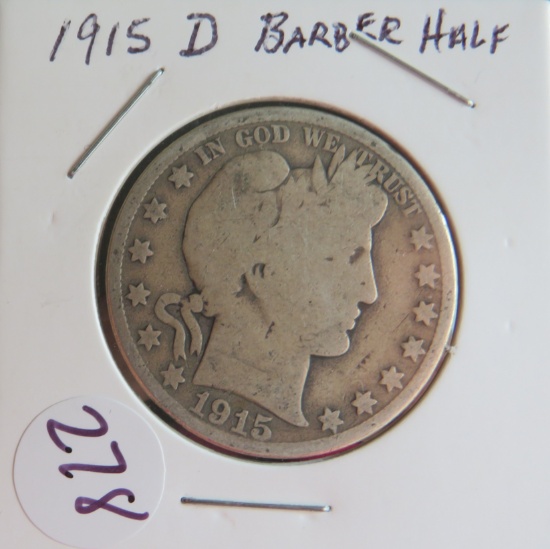 1915 D BARBER HALF
IN GOD WE TRUST
1915
228